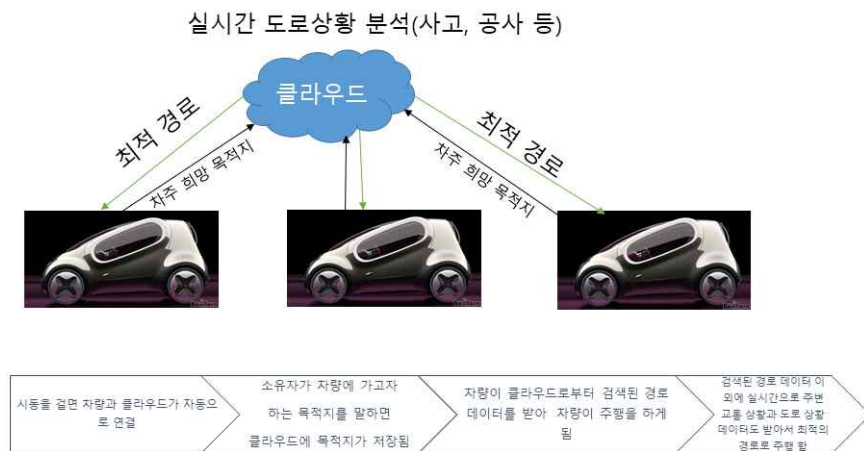 실시간 도로상황 분석(사고, 공사 등)
클라우드
최적 경로
차주 희망 목적지
최적 경로
차주 희망 목적지
시동을 걸면 차량과 클라우드가 자동으
로 연결
소유자가 차량에 가고자
하는 목적지를 말하면
클라우드에 목적지가 저장됨
차량이 클라우드로부터 검색된 경로
데이터를 받아 차량이 주행을 하게
됨
검색된 경로 데이터 이
외에 실시간으로 주변
교통 상황과 도로 상황
데이터도 받아서 최적의
경로로 주행 함